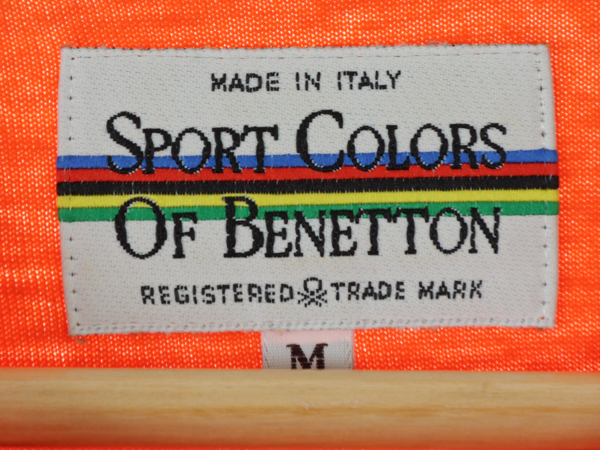 MADE IN ITALY
SPORT COLORS
OF BENETTON
REGISTERED TRADE MARK
M